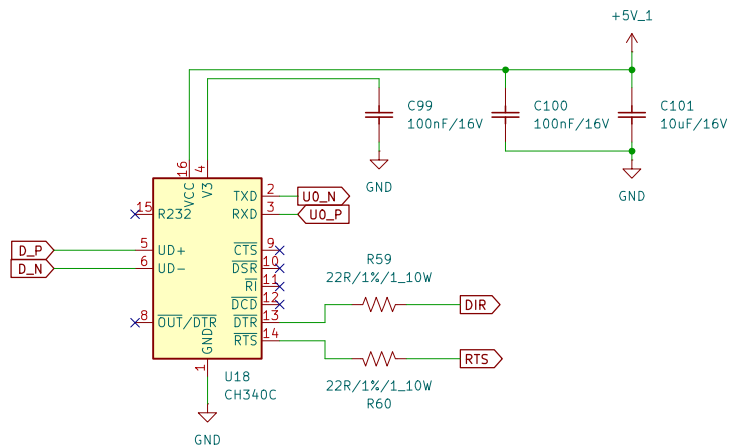 +5V_1
C99
100nF/16V
C100
100nF/16V
C101
10uF/16V
GND
GND
16
VCC
4
V3
TXD
2
U0_N
RXD
3
U0_P
15
R232
D_P
5
UD+
D_N
6
UD-
CTS
9
DSR
10
RI
11
DCD
12
8
OUT/DTR
DTR
13
RTS
14
GND
1
R59
22R/1%/1_10W
DIR
RTS
22R/1%/1_10W
R60
U18
CH340C
GND